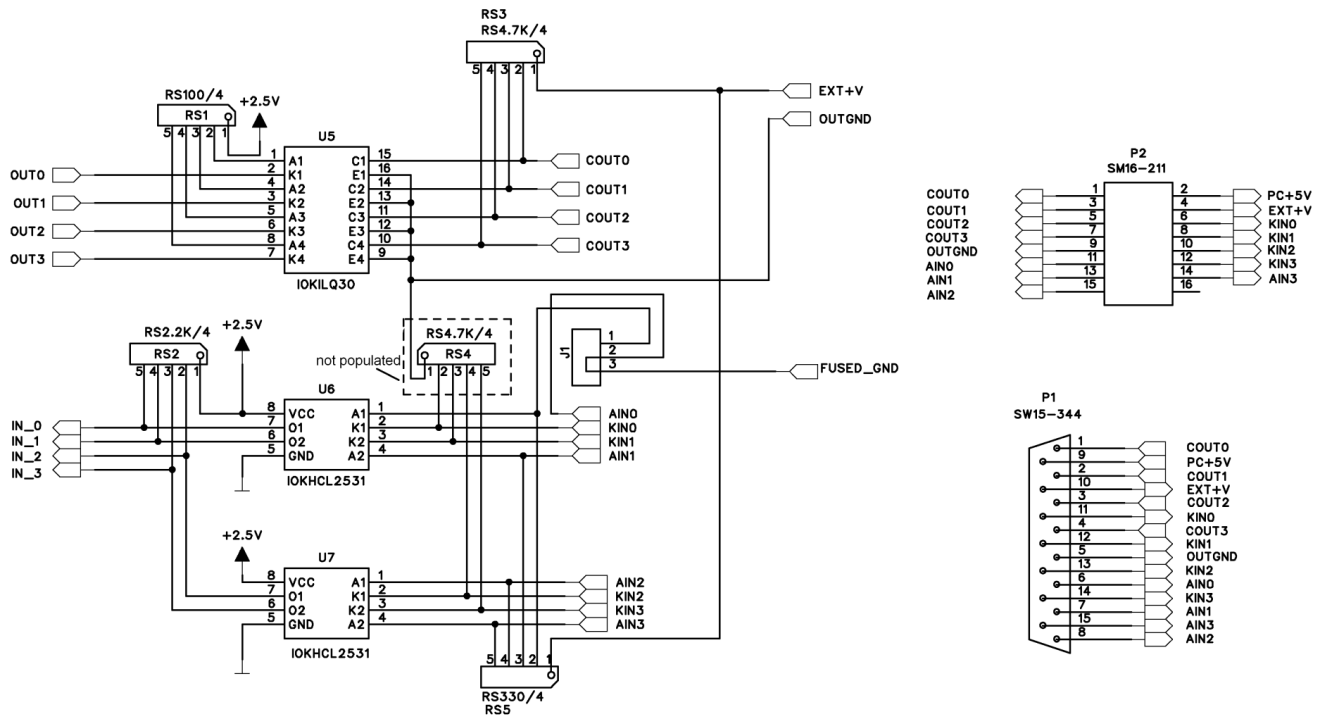 RS3
RS4.7K/4
5 4 3 2 1
EXT+V
OUTGND
RS100/4
RS1
5 4 3 2 1
+2.5V
U5
1 A1 C1 15 COUT0
OUT0 2 K1 E1 16
4 A2 C2 14 COUT1
OUT1 3 K2 E2 13
5 A3 C3 11 COUT2
OUT2 6 K3 E3 12
8 A4 C4 10 COUT3
OUT3 7 K4 E4 9
IOKILQ30
RS2.2K/4
RS2
5 4 3 2 1
+2.5V
not populated
RS4.7K/4
RS4
1 2 3 4 5
J1
1
2
3
FUSED_GND
U6
8 VCC A1 1 AIN0
IN_0 7 O1 K1 2 KIN0
IN_1 6 O2 K2 3 KIN1
IN_2 5 GND A2 4 AIN1
IN_3
IOKHCL2531
+2.5V
U7
8 VCC A1 1 AIN2
7 O1 K1 2 KIN2
6 O2 K2 3 KIN3
5 GND A2 4 AIN3
IOKHCL2531
5 4 3 2 1
RS330/4
RS5
P2
SM16-211
COUT0 1 2 PC+5V
COUT1 3 4 EXT+V
COUT2 5 6 KIN0
COUT3 7 8 KIN1
OUTGND 9 10 KIN2
AIN0 11 12 KIN3
AIN1 13 14 AIN3
AIN2 15 16
P1
SW15-344
1 COUT0
9 PC+5V
2 COUT1
10 EXT+V
3 COUT2
11 KIN0
4 COUT3
12 KIN1
5 OUTGND
13 KIN2
6 AIN0
14 KIN3
7 AIN1
15 AIN3
8 AIN2